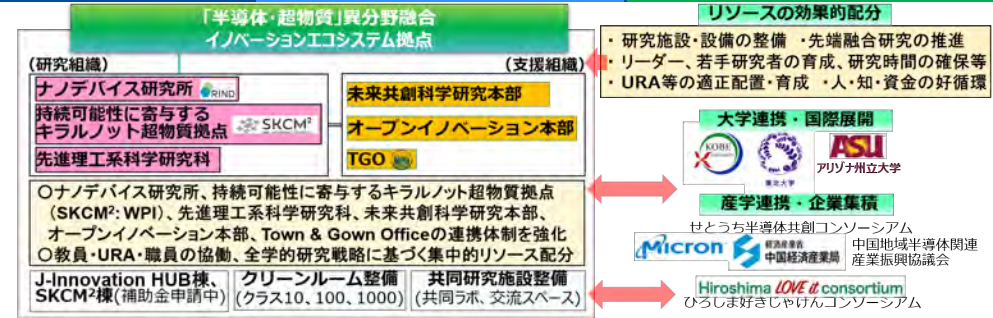 「半導体・超物質」異分野融合
イノベーションエコシステム拠点
(研究組織)
(支援組織)
ナノデバイス研究所 RIND
持続可能性に寄与する
キラルノット超物質拠点 SKCM²
先進理工系科学研究科
未来共創科学研究本部
オープンイノベーション本部
TGO
○ナノデバイス研究所、持続可能性に寄与するキラルノット超物質拠点
(SKCM²: WPI)、先進理工系科学研究科、未来共創科学研究本部、
オープンイノベーション本部、Town & Gown Officeの連携体制を強化
○教員・URA・職員の協働、全学的研究戦略に基づく集中的リソース配分
J-Innovation HUB棟、
SKCM²棟(補助金申請中)
クリーンルーム整備
(クラス10、100、1000)
共同研究施設整備
(共同ラボ、交流スペース)
リソースの効果的配分
・研究施設・設備の整備 ・先端融合研究の推進
・リーダー、若手研究者の育成、研究時間の確保等
・URA等の適正配置・育成 ・人・知・資金の好循環
大学連携・国際展開
KOBE
東北大学
ASU
アリゾナ州立大学
産学連携・企業集積
せとうち半導体共創コンソーシアム
Micron
経済産業省
中国経済産業局
中国地域半導体関連
産業振興協議会
Hiroshima LOVE it consortium
ひろしま好きじゃけんコンソーシアム